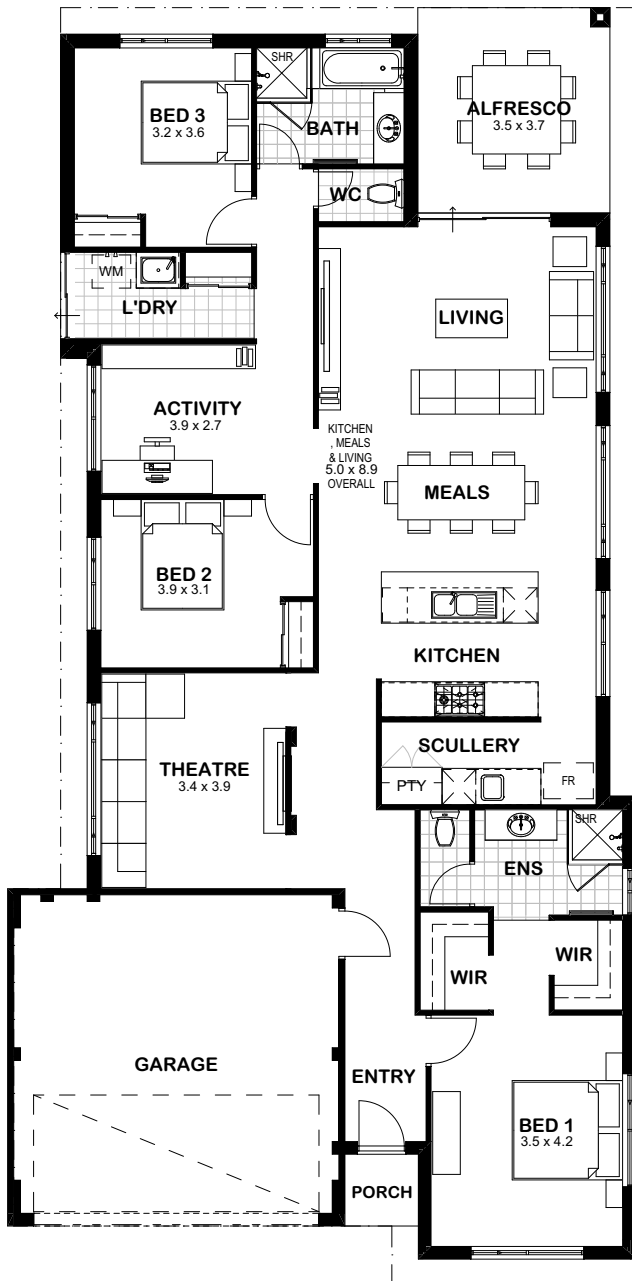 SHR
BED 3
3.2 x 3.6
BATH
ALFRESCO
3.5 x 3.7
WC
WM
L'DRY
LIVING
ACTIVITY
3.9 x 2.7
KITCHEN
, MEALS
& LIVING
5.0 x 8.9
OVERALL
MEALS
BED 2
3.9 x 3.1
KITCHEN
SCULLERY
THEATRE
3.4 x 3.9
PTY
FR
SHR
ENS
WIR
WIR
GARAGE
ENTRY
BED 1
3.5 x 4.2
PORCH